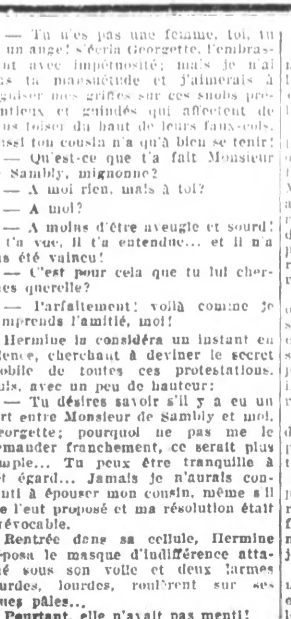 — Tu n'es pas une femme, toi, tu
un ange! s'écria Georgette, l'embras-
nt avec impétuosité; mais je n'ai
s ta mansuétude et j'aimerais à
guiser mes griffes sur ces snobs pré-
ntieux et guindés qui affectent de
us toiser du haut de leurs faux-cols.
ssi ton cousin n'a qu'à bien se tenir!
— Qu'est-ce que t'a fait Monsieur
Sambly, mignonne?
— A moi rien, mais à toi?
— A moi?
— A moins d'être aveugle et sourd!
t'a vue, il t'a entendue... et il n'a
s été vaincu!
— C'est pour cela que tu lui cher-
es querelle?
— Parfaitement! voilà comme je
mprends l'amitié, moi!
Hermine la considéra un instant en
lence, cherchant à deviner le secret
obile de toutes ces protestations.
uis, avec un peu de hauteur:
— Tu désires savoir s'il y a eu un
rt entre Monsieur de Sambly et moi,
eorgette; pourquoi ne pas me le
mander franchement, ce serait plus
mple... Tu peux être tranquille à
t égard... Jamais je n'aurais con-
nti à épouser mon cousin, même s'il
e l'eut proposé et ma résolution était
révocable.
Rentrée dans sa cellule, Hermine
posa le masque d'indifférence atta-
é sous son voile et deux larmes
urdes, lourdes, roulèrent sur ses
ues pâles...
Pourtant, elle n'avait pas menti!